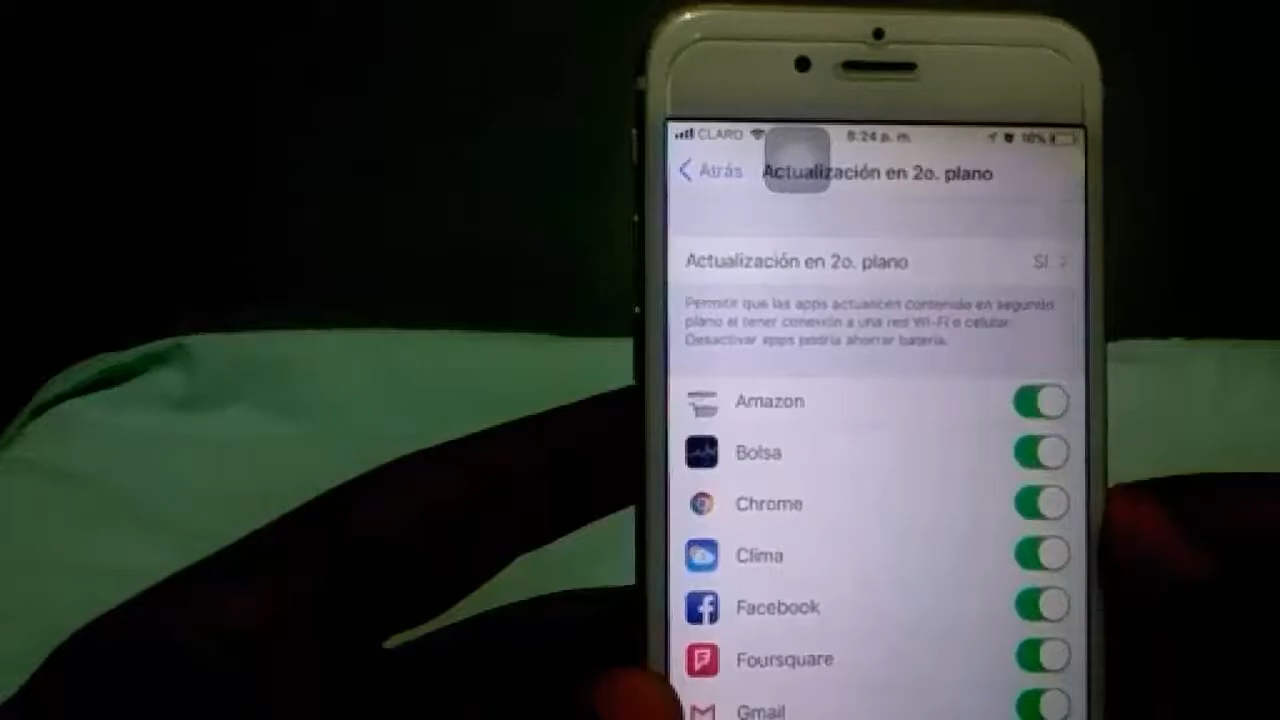 CLARO 8:24 p. m. 18%
Atrás Actualización en 2o. plano
Actualización en 2o. plano SÍ
Permitir que las apps actualicen contenido en segundo
plano al tener conexión a una red Wi-Fi o celular.
Desactivar apps podría ahorrar batería.
Amazon
Bolsa
Chrome
Clima
Facebook
Foursquare
Gmail